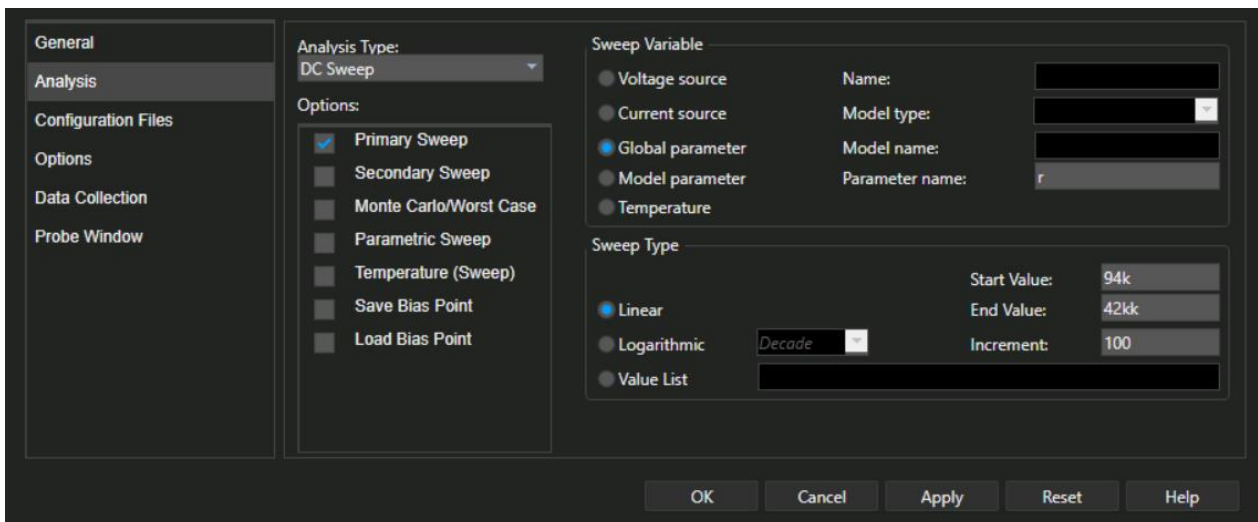 General
Analysis
Configuration Files
Options
Data Collection
Probe Window
Analysis Type:
DC Sweep
Options:
Primary Sweep
Secondary Sweep
Monte Carlo/Worst Case
Parametric Sweep
Temperature (Sweep)
Save Bias Point
Load Bias Point
Sweep Variable
Voltage source Name:
Current source Model type:
Global parameter Model name:
Model parameter Parameter name: r
Temperature
Sweep Type
Start Value: 94k
Linear End Value: 42kk
Logarithmic Decade Increment: 100
Value List
OK Cancel Apply Reset Help